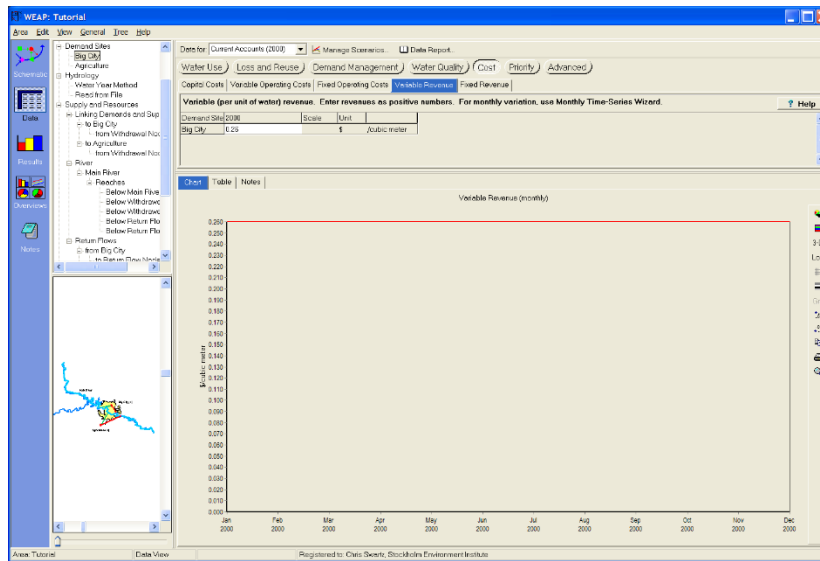 WEAP: Tutorial
Area Edit View General Tree Help
Schematic
Data
Results
Overviews
Notes
Demand Sites
Big City
Agriculture
Hydrology
Water Year Method
Read from File
Supply and Resources
Linking Demands and Sup
to Big City
from Withdrawal Noc
to Agriculture
from Withdrawal Noc
River
Main River
Reaches
Below Main Rive
Below Withdrawc
Below Withdrawc
Below Return Flo
Below Return Flo
Return Flows
from Big City
to Return Flow Node
Data for: Current Accounts (2000) Manage Scenarios... Data Report...
Water Use Loss and Reuse Demand Management Water Quality Cost Priority Advanced
Capital Costs Variable Operating Costs Fixed Operating Costs Variable Revenue Fixed Revenue
Variable (per unit of water) revenue. Enter revenues as positive numbers. For monthly variation, use Monthly Time-Series Wizard.
? Help
Demand Site 2000 Scale Unit
Big City 0.25 $ /cubic meter
Chart Table Notes
Variable Revenue (monthly)
$/cubic meter
0.260
0.250
0.240
0.230
0.220
0.210
0.200
0.190
0.180
0.170
0.160
0.150
0.140
0.130
0.120
0.110
0.100
0.090
0.080
0.070
0.060
0.050
0.040
0.030
0.020
0.010
0.000
Jan Feb Mar Apr May Jun Jul Aug Sep Oct Nov Dec
2000 2000 2000 2000 2000 2000 2000 2000 2000 2000 2000 2000
3-D
Area: Tutorial Data View Registered to: Chris Swartz, Stockholm Environment Institute